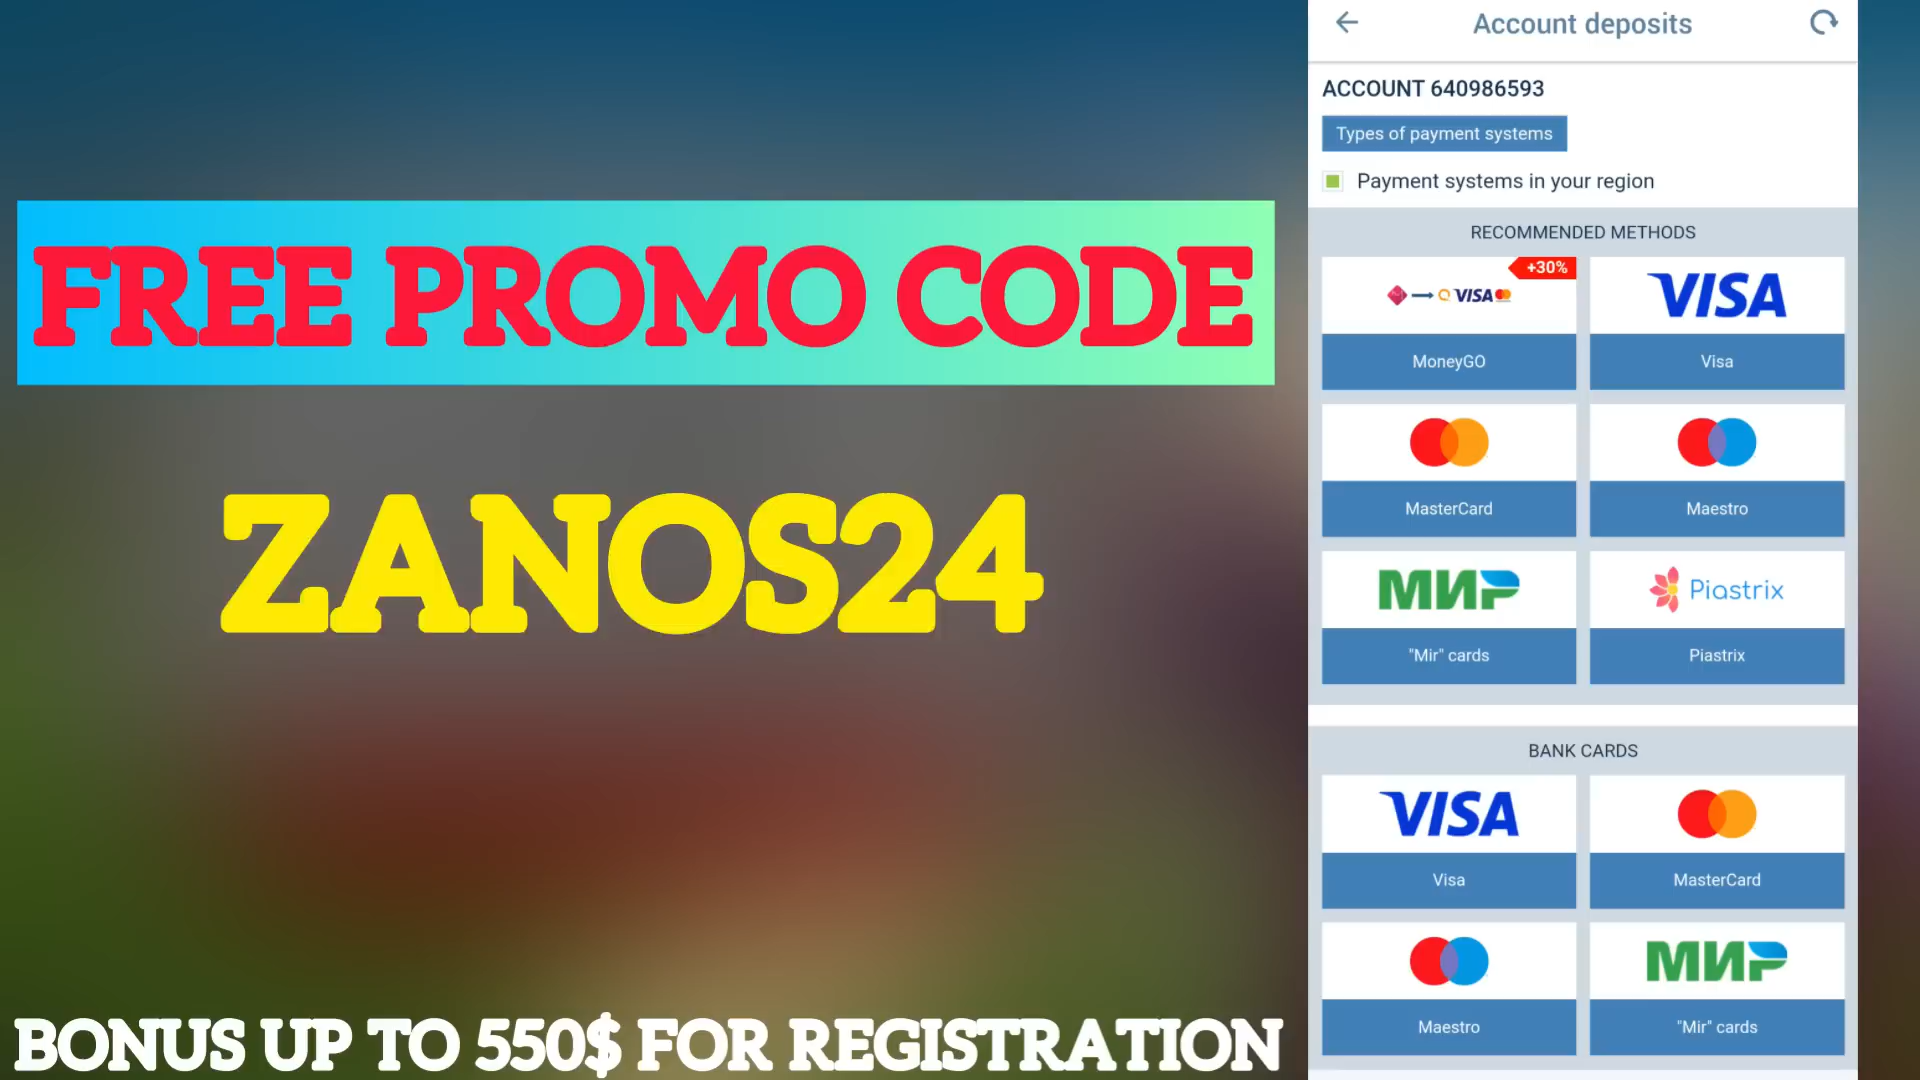 FREE PROMO CODE
ZANOS24
BONUS UP TO 550$ FOR REGISTRATION
Account deposits
ACCOUNT 640986593
Types of payment systems
Payment systems in your region
RECOMMENDED METHODS
+30%
VISA
VISA
MoneyGO
Visa
MasterCard
Maestro
МИР
Piastrix
"Mir" cards
Piastrix
BANK CARDS
VISA
Visa
MasterCard
МИР
Maestro
"Mir" cards